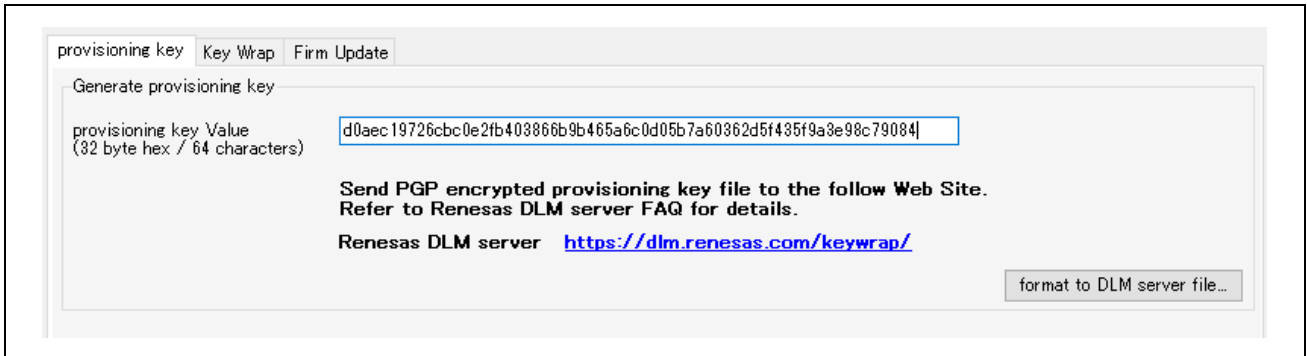 provisioning key Key Wrap Firm Update
Generate provisioning key
provisioning key Value
(32 byte hex / 64 characters)
d0aec19726cbc0e2fb403866b9b465a6c0d05b7a60362d5f435f9a3e98c79084
Send PGP encrypted provisioning key file to the follow Web Site.
Refer to Renesas DLM server FAQ for details.
Renesas DLM server https://dlm.renesas.com/keywrap/
format to DLM server file...